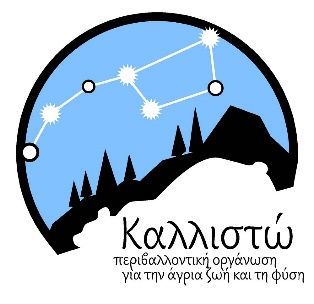 Καλλιστώ
περιβαλλοντική οργάνωση
για την άγρια ζωή και τη φύση